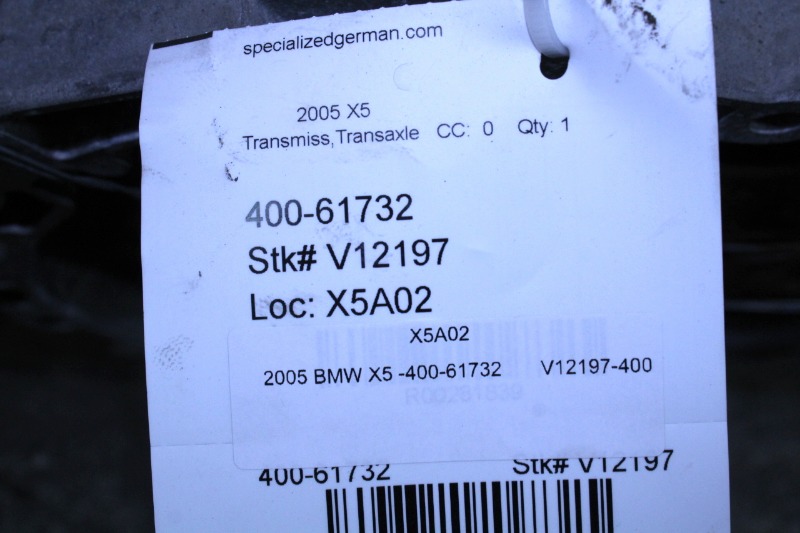 specializedgerman.com
2005 X5
Transmiss,Transaxle CC: 0 Qty: 1
400-61732
Stk# V12197
Loc: X5A02
X5A02
2005 BMW X5 -400-61732 V12197-400
400-61732 Stk# V12197